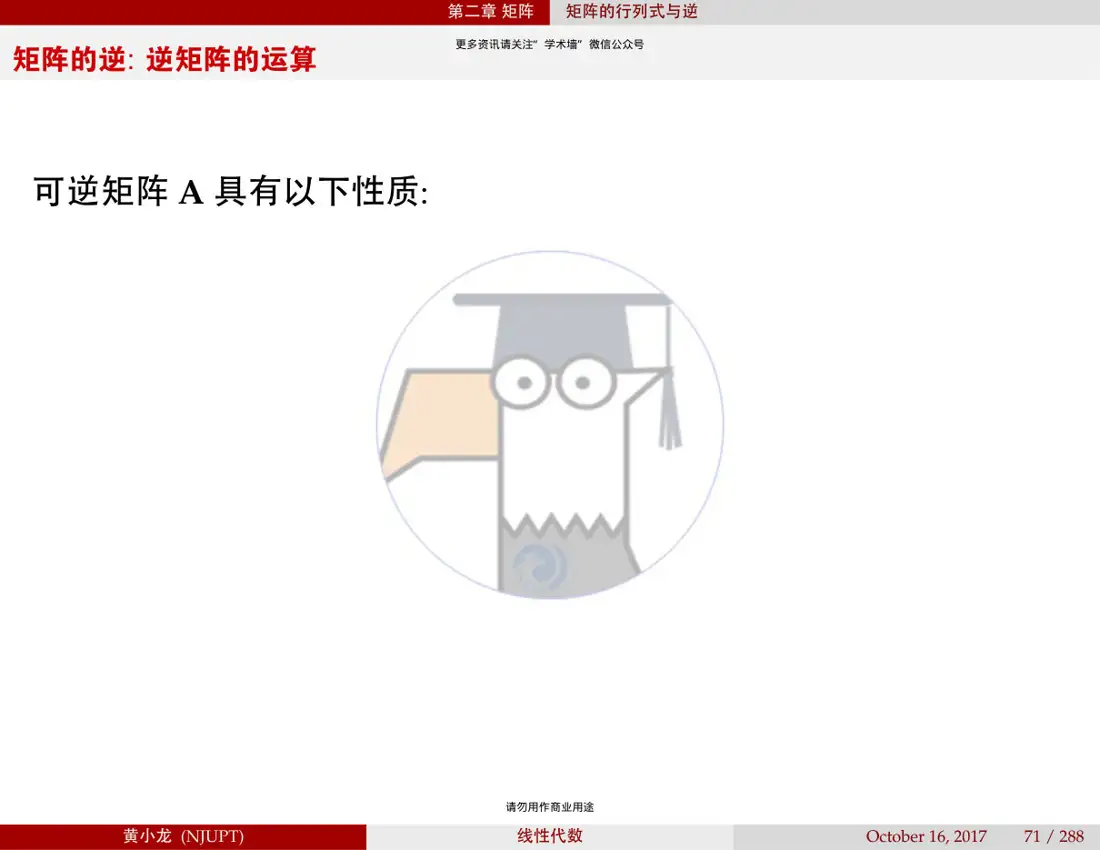 第二章 矩阵 矩阵的行列式与逆
更多资讯请关注“学术墙”微信公众号
矩阵的逆: 逆矩阵的运算
可逆矩阵 A 具有以下性质:
请勿用作商业用途
黄小龙 (NJUPT) 线性代数 October 16, 2017 71 / 288